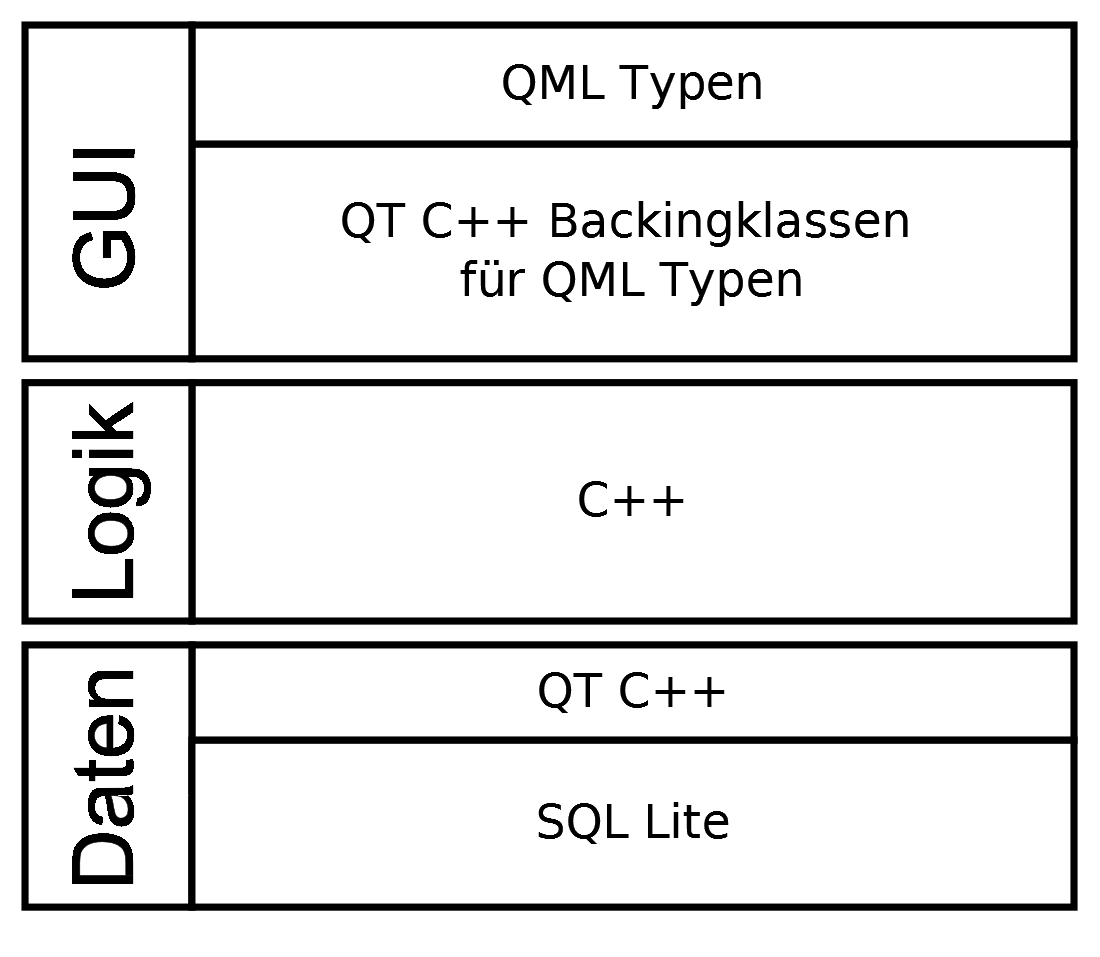 GUI
QML Typen
QT C++ Backingklassen
für QML Typen
Logik
C++
Daten
QT C++
SQL Lite